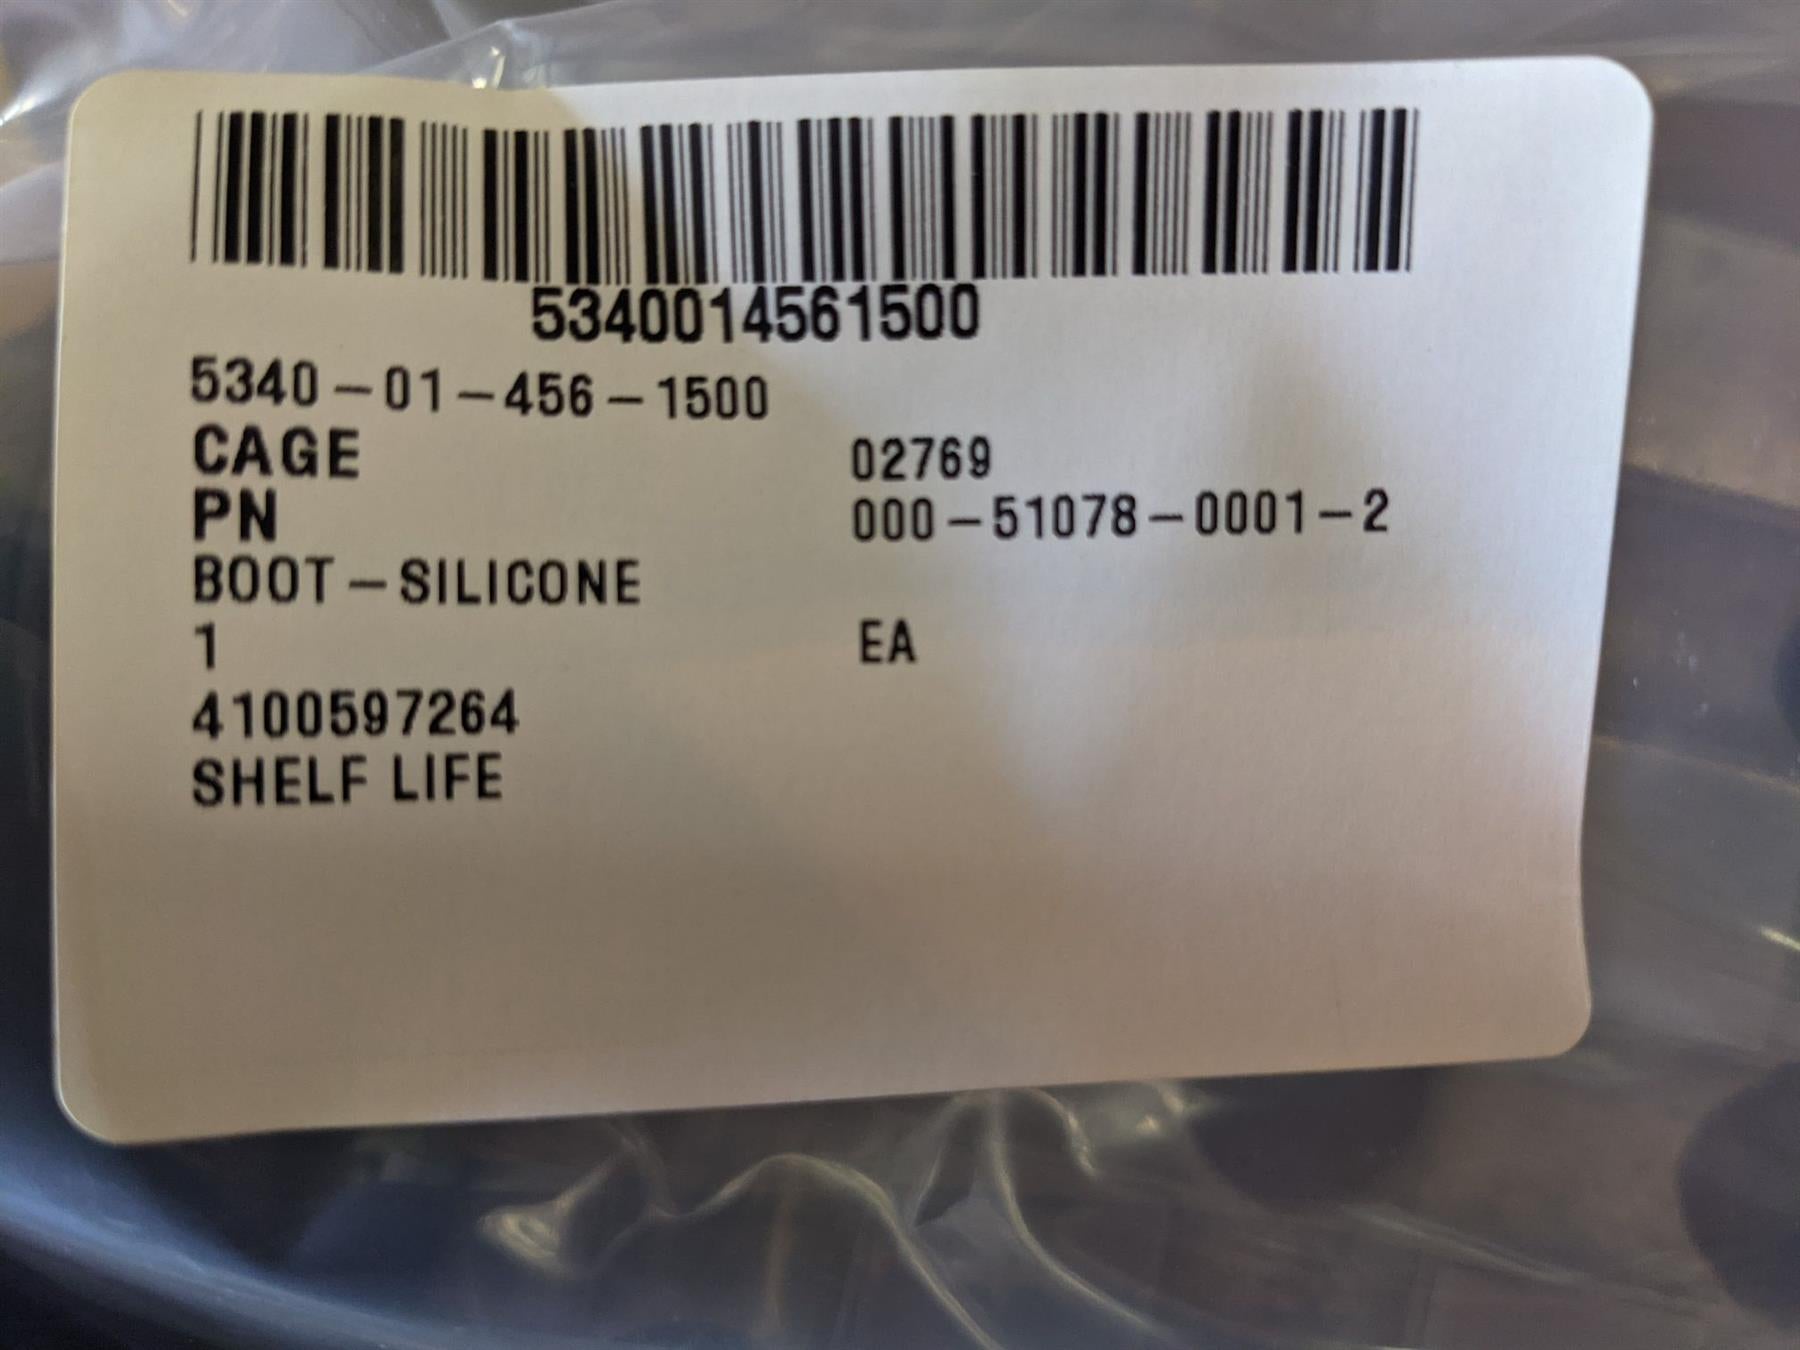 5340014561500
5340-01-456-1500
CAGE 02769
PN 000-51078-0001-2
BOOT-SILICONE
1 EA
4100597264
SHELF LIFE